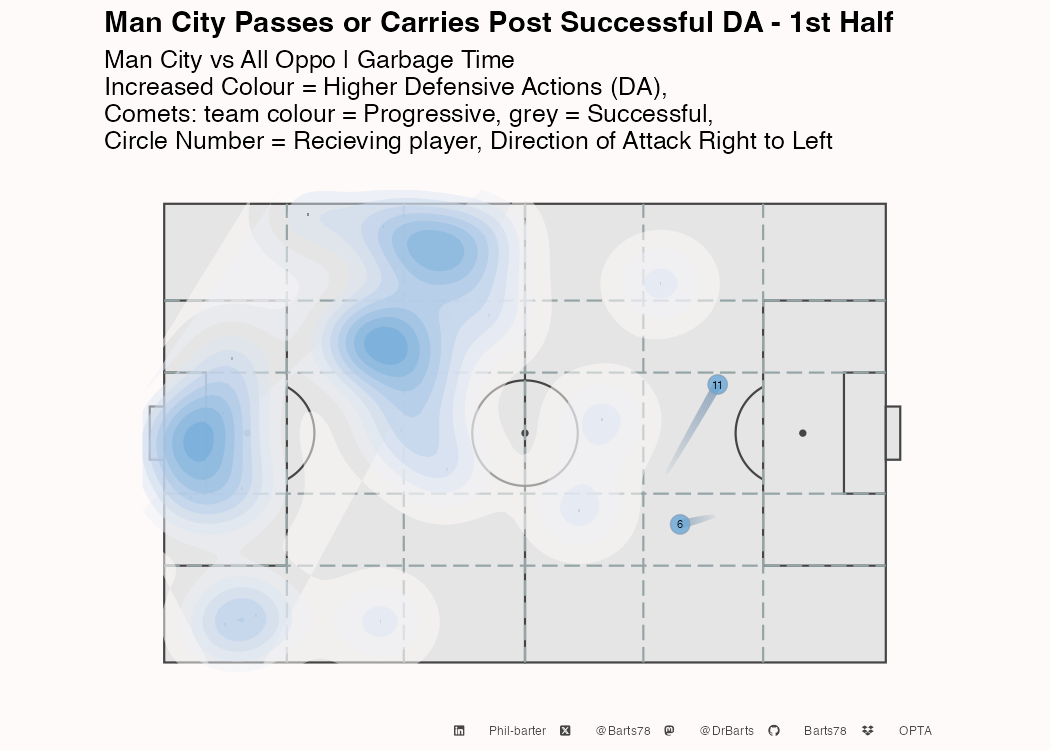 Man City Passes or Carries Post Successful DA - 1st Half
Man City vs All Oppo | Garbage Time
Increased Colour = Higher Defensive Actions (DA),
Comets: team colour = Progressive, grey = Successful,
Circle Number = Recieving player, Direction of Attack Right to Left
11
6
Phil-barter @Barts78 @DrBarts Barts78 OPTA